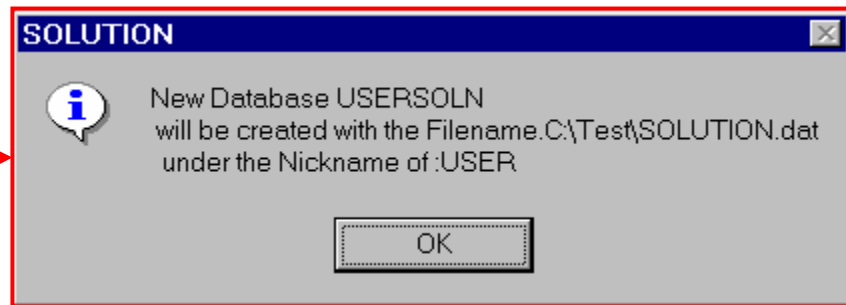 SOLUTION
New Database USERSOLN
will be created with the Filename.C:\Test\SOLUTION.dat
under the Nickname of :USER
OK